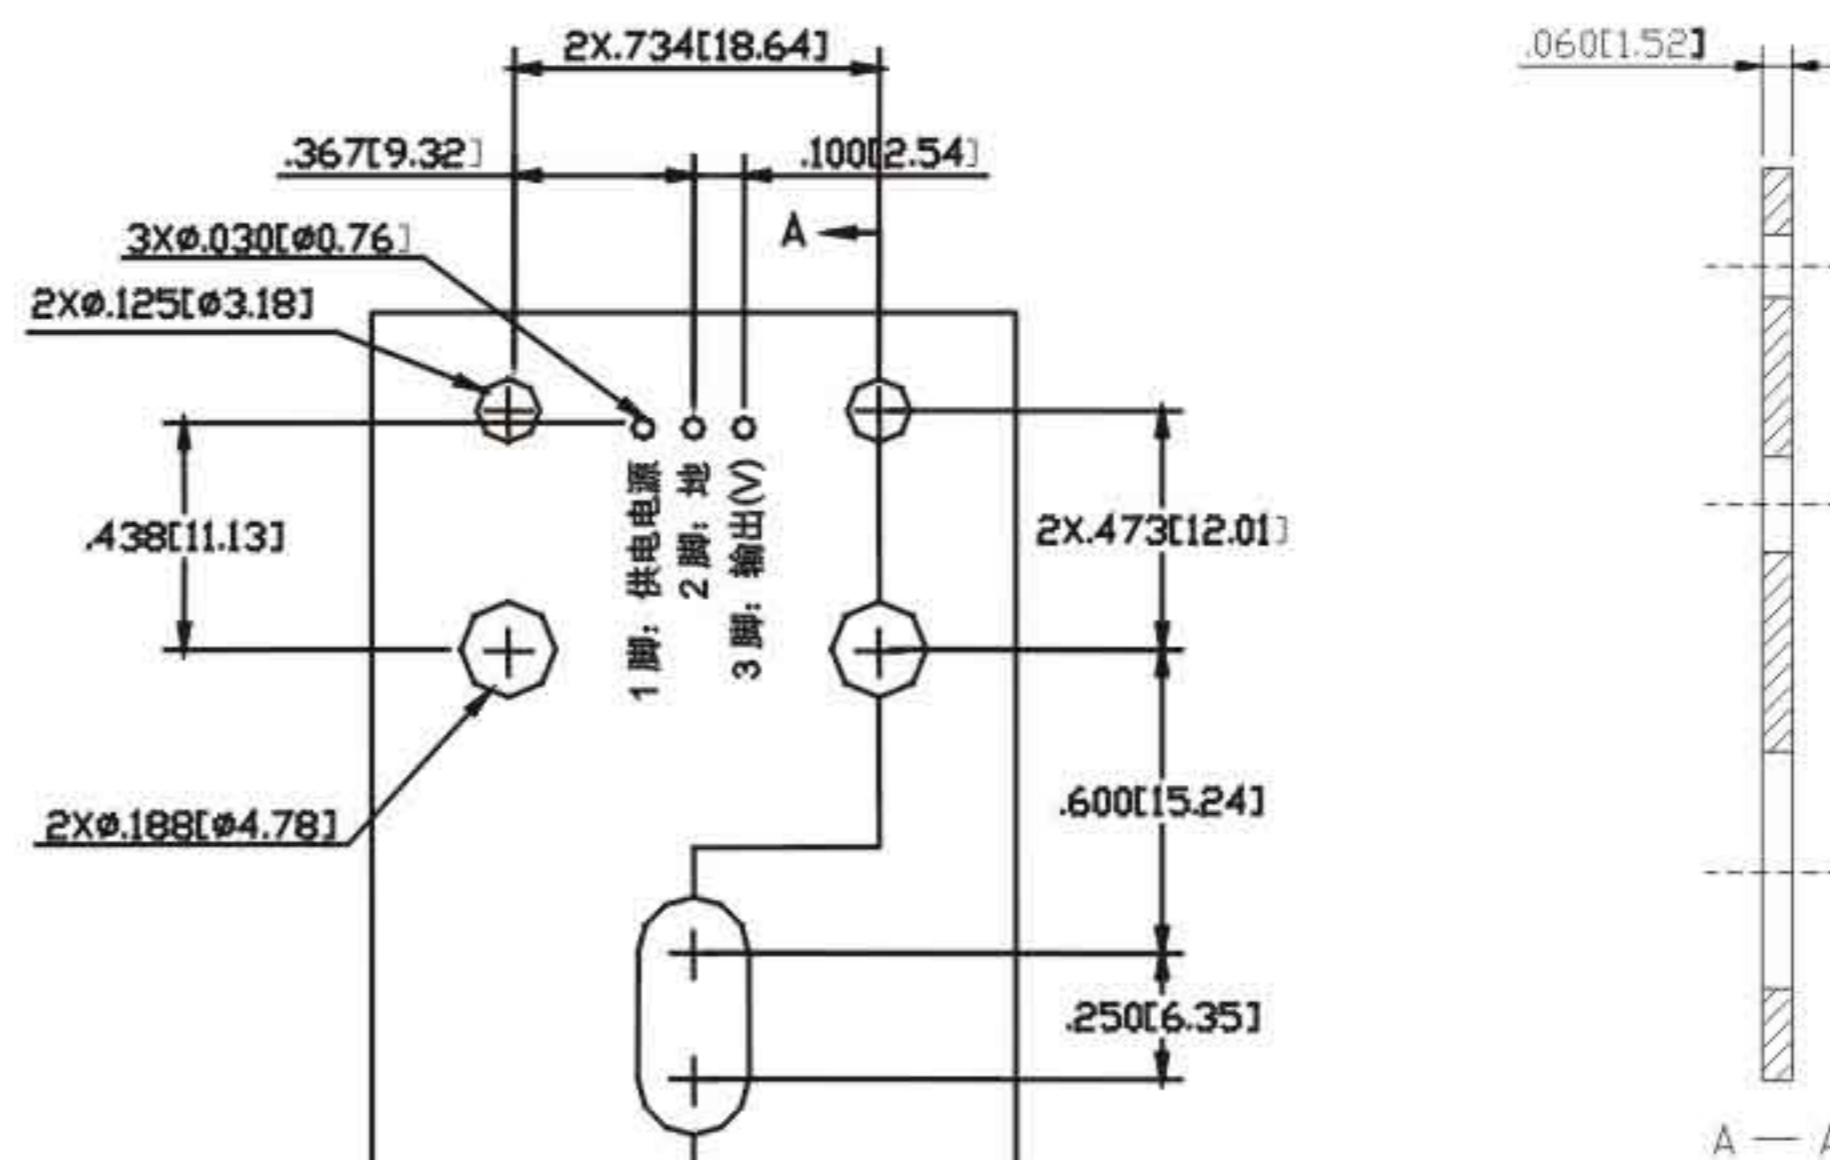 2X.734[18.64]
.060[1.52]
.367[9.32]
.100[2.54]
A
3XØ.030[Ø0.76]
2XØ.125[Ø3.18]
.438[11.13]
1 脚：供电电源
2 脚：地
3 脚：输出(V)
2X.473[12.01]
2XØ.188[Ø4.78]
.600[15.24]
.250[6.35]
A — A